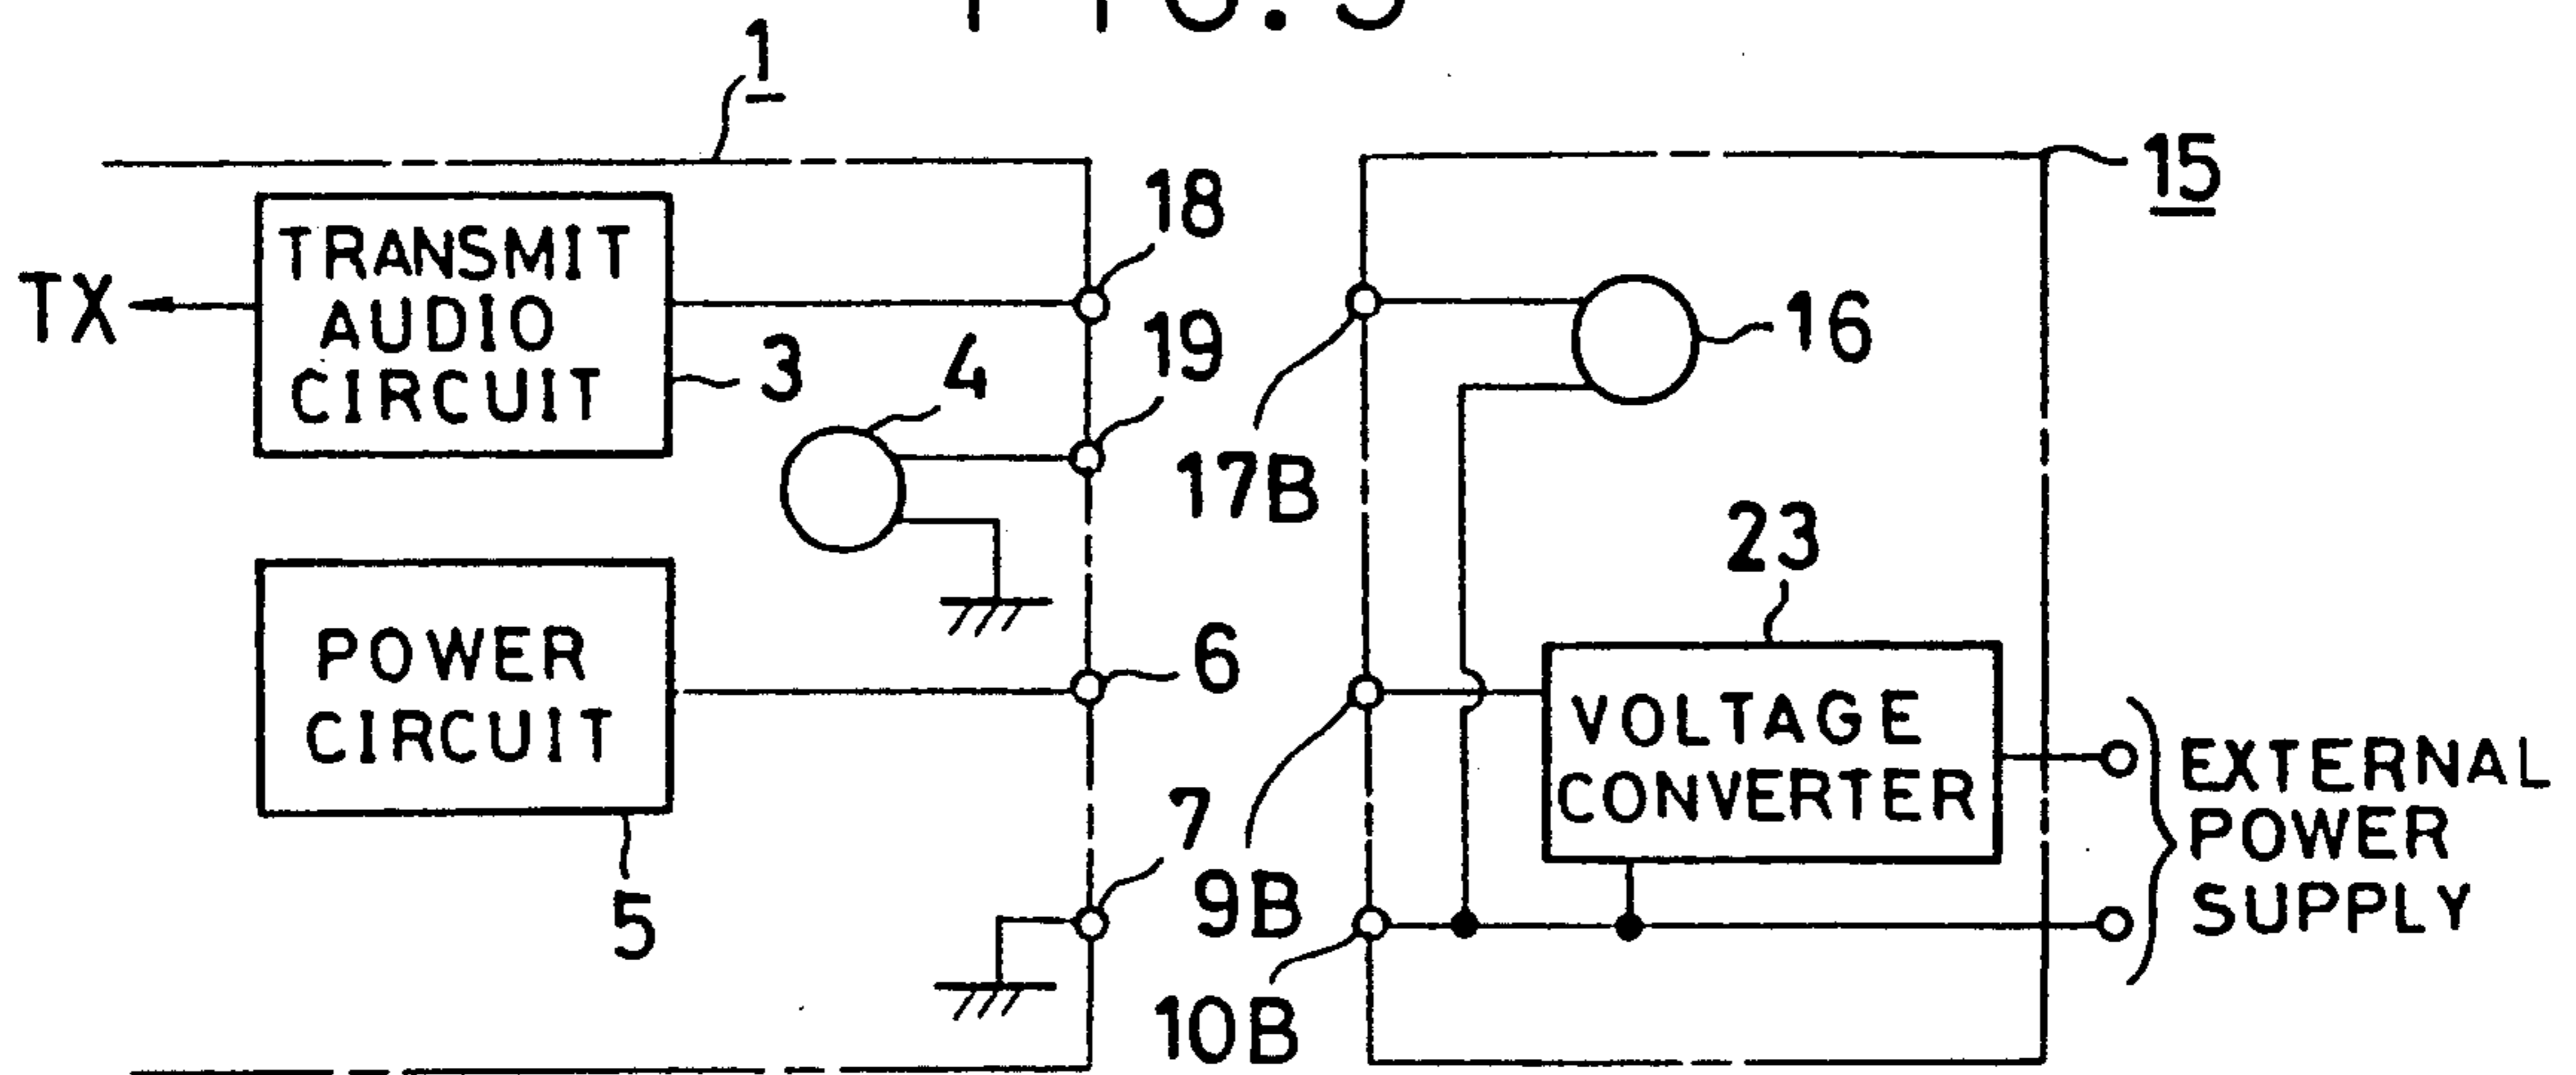 1
15
18
TRANSMIT
AUDIO
CIRCUIT
TX
3
4
19
16
17B
23
POWER
CIRCUIT
5
6
7
9B
10B
VOLTAGE
CONVERTER
EXTERNAL
POWER
SUPPLY